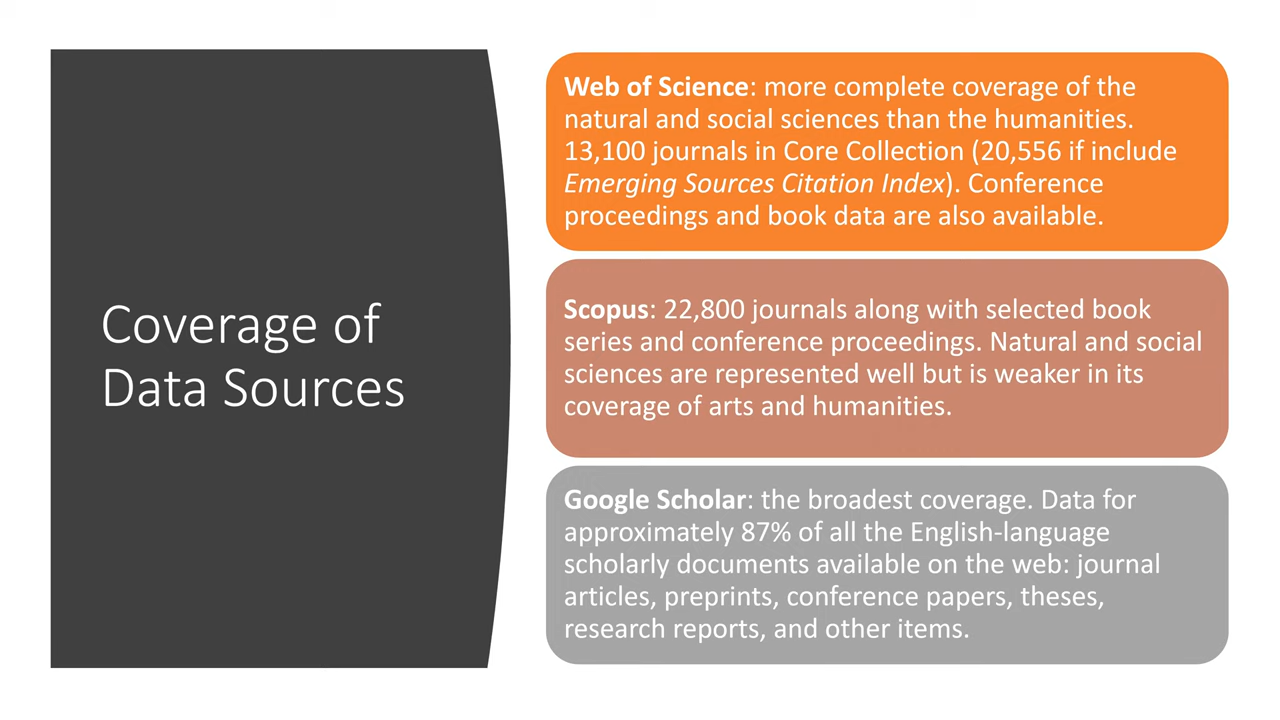 Coverage of
Data Sources
Web of Science: more complete coverage of the
natural and social sciences than the humanities.
13,100 journals in Core Collection (20,556 if include
Emerging Sources Citation Index). Conference
proceedings and book data are also available.
Scopus: 22,800 journals along with selected book
series and conference proceedings. Natural and social
sciences are represented well but is weaker in its
coverage of arts and humanities.
Google Scholar: the broadest coverage. Data for
approximately 87% of all the English-language
scholarly documents available on the web: journal
articles, preprints, conference papers, theses,
research reports, and other items.